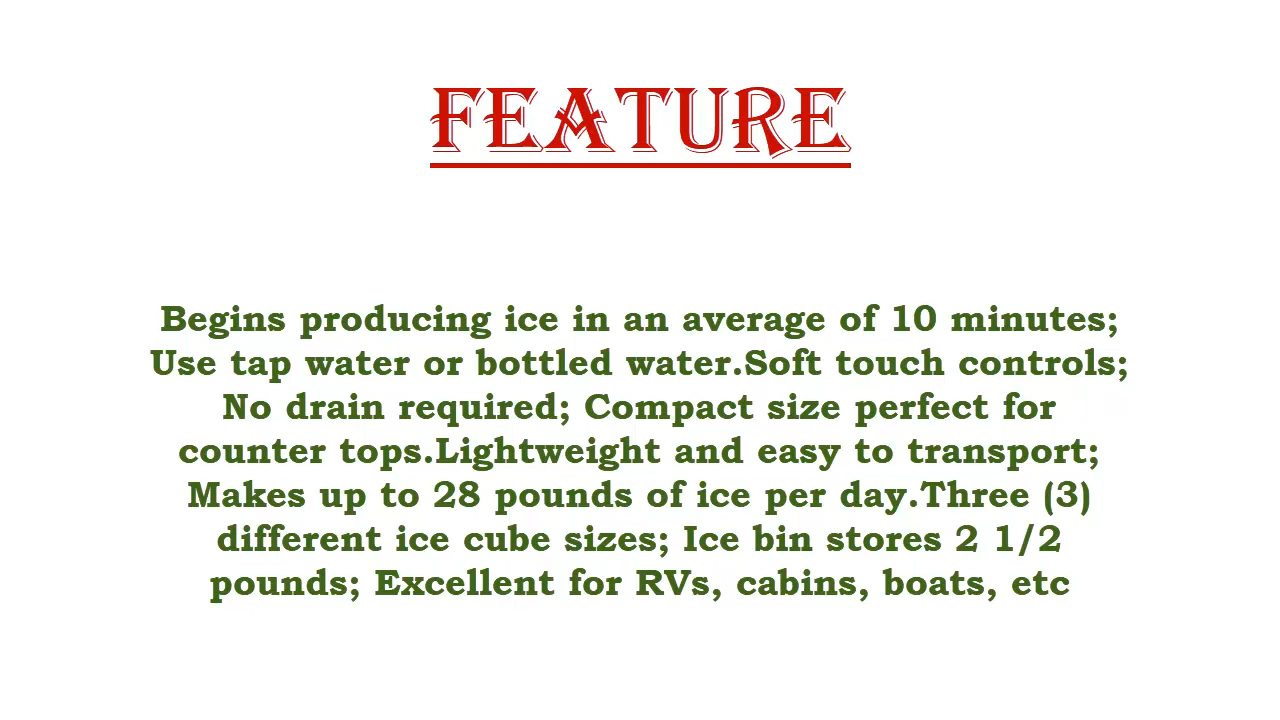 FEATURE
Begins producing ice in an average of 10 minutes;
Use tap water or bottled water.Soft touch controls;
No drain required; Compact size perfect for
counter tops.Lightweight and easy to transport;
Makes up to 28 pounds of ice per day.Three (3)
different ice cube sizes; Ice bin stores 2 1/2
pounds; Excellent for RVs, cabins, boats, etc